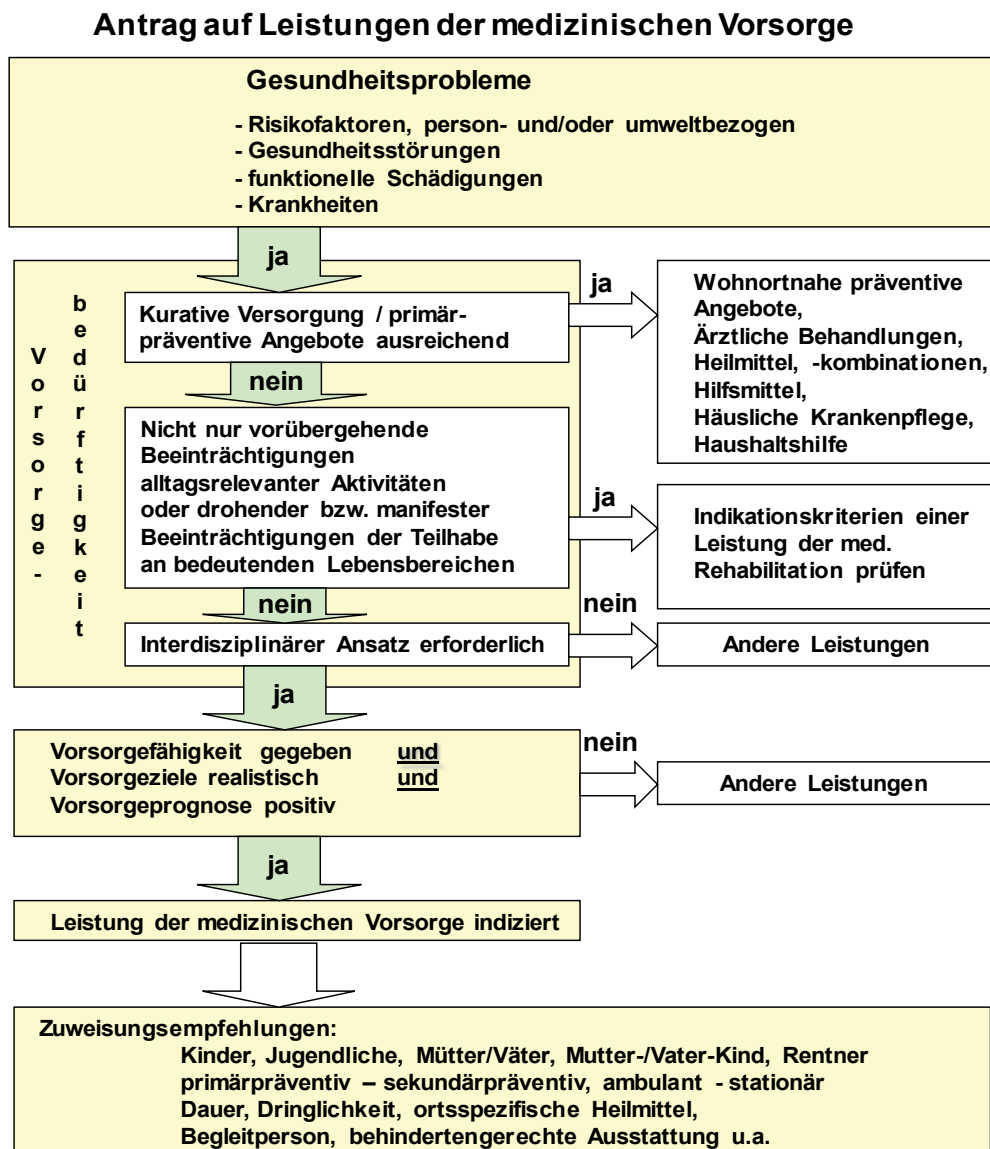 Antrag auf Leistungen der medizinischen Vorsorge
Gesundheitsprobleme
- Risikofaktoren, person- und/oder umweltbezogen
- Gesundheitsstörungen
- funktionelle Schädigungen
- Krankheiten
ja
Vorsorge-
bedürftigkeit
Kurative Versorgung / primär-
präventive Angebote ausreichend
ja
Wohnortnahe präventive
Angebote,
Ärztliche Behandlungen,
Heilmittel, -kombinationen,
Hilfsmittel,
Häusliche Krankenpflege,
Haushaltshilfe
nein
Nicht nur vorübergehende
Beeinträchtigungen
alltagsrelevanter Aktivitäten
oder drohender bzw. manifester
Beeinträchtigungen der Teilhabe
an bedeutenden Lebensbereichen
ja
Indikationskriterien einer
Leistung der med.
Rehabilitation prüfen
nein
Interdisziplinärer Ansatz erforderlich
nein
Andere Leistungen
ja
Vorsorgefähigkeit gegeben und
Vorsorgeziele realistisch und
Vorsorgeprognose positiv
nein
Andere Leistungen
ja
Leistung der medizinischen Vorsorge indiziert
Zuweisungsempfehlungen:
Kinder, Jugendliche, Mütter/Väter, Mutter-/Vater-Kind, Rentner
primärpräventiv – sekundärpräventiv, ambulant - stationär
Dauer, Dringlichkeit, ortsspezifische Heilmittel,
Begleitperson, behindertengerechte Ausstattung u.a.